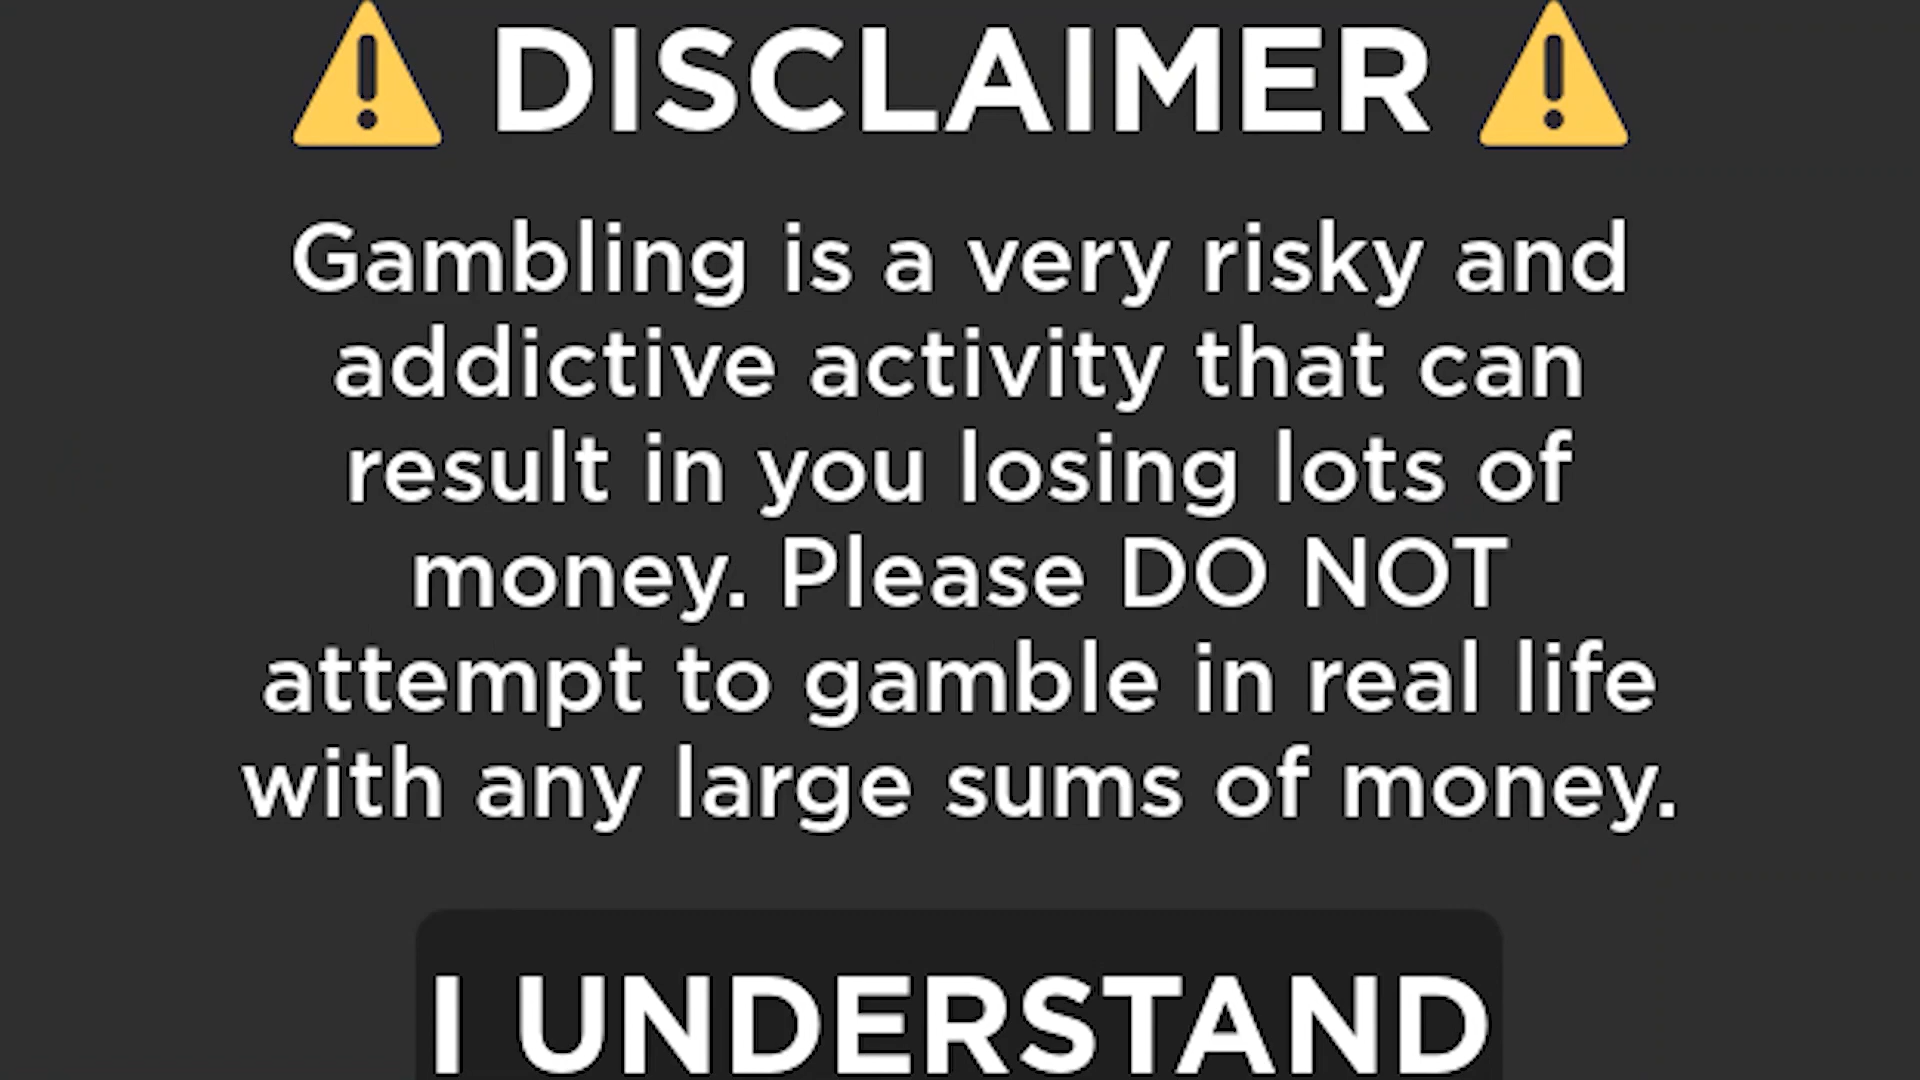 ⚠️ DISCLAIMER ⚠️
Gambling is a very risky and
addictive activity that can
result in you losing lots of
money. Please DO NOT
attempt to gamble in real life
with any large sums of money.
I UNDERSTAND